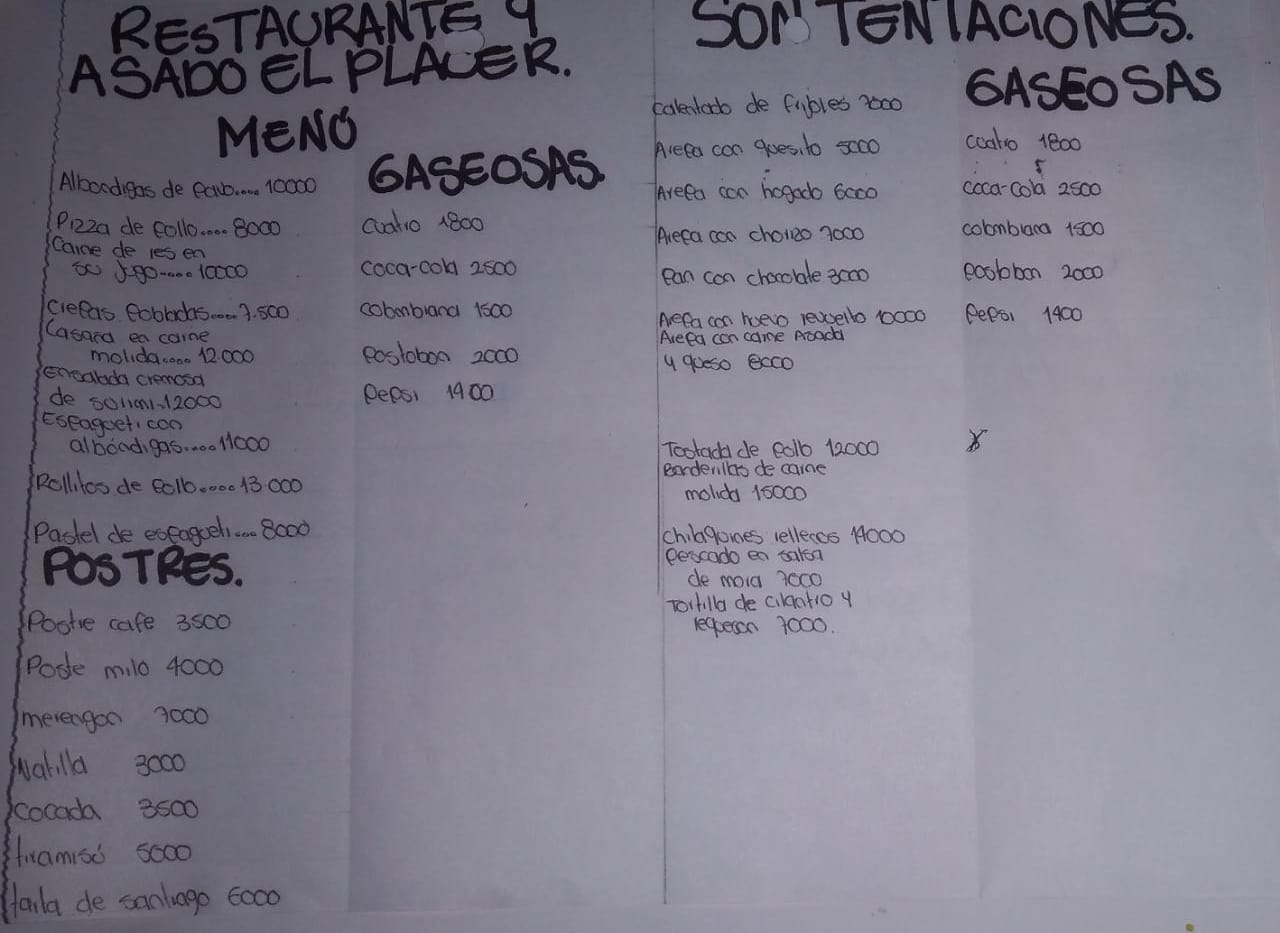 RESTAURANTE Y
ASADO EL PLACER.
MENÚ
Albondigas de pavo.... 10000
Pizza de pollo.... 8000
Carne de res en
su jugo.... 10000
Crepas pobladas.... 7.500
Lasaña en carne
molida.... 12.000
Ensalada cremosa
de surimi.12000
Espagueti con
albóndigas.... 11000
Rollitos de pollo.... 13.000
Pastel de espagueti... 8000
POSTRES.
Postre cafe 3500
Poste milo 4000
merengon 7000
Natilla 3000
cocada 3500
tiramisú 5000
tarta de santiago 6000
GASEOSAS.
cuatro 1800
coca-cola 2500
colombiana 1500
postobon 2000
pepsi 1400
SON TENTACIONES.
calentado de frijoles 7000
Arepa con quesito 5000
Arepa con hogado 6000
Arepa con chorizo 7000
pan con chocolate 3000
Arepa con huevo revuelto 10000
Arepa con carne Asada
y queso 8000
Tostada de pollo 12000
Banderillas de carne
molida 15000
chilaquines rellenos 14000
pescado en salsa
de mora 7000
Tortilla de cilantro y
requeson 7000.
GASEOSAS
cuatro 1800
coca-cola 2500
colombiana 1500
postobon 2000
pepsi 1400